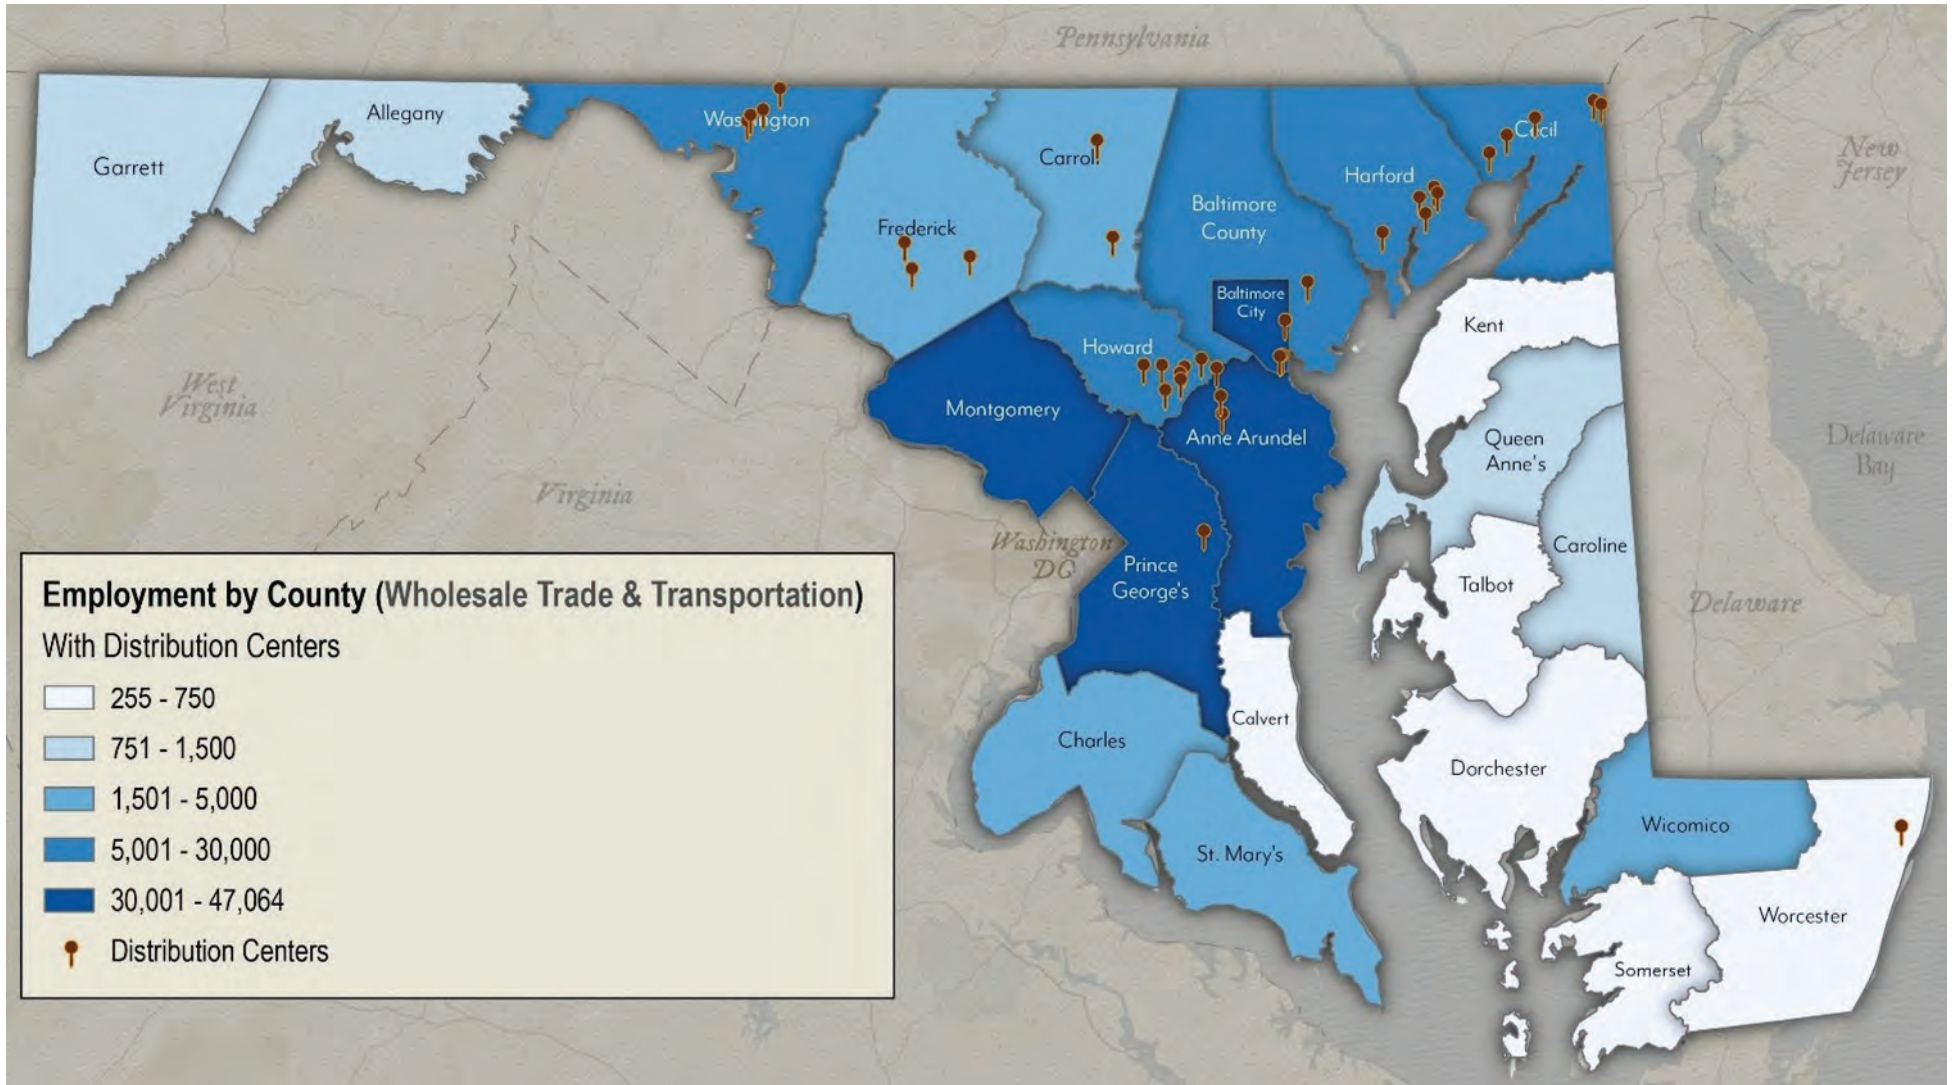 Pennsylvania
New
Jersey
Garrett
Allegany
Washington
Frederick
Carroll
Baltimore
County
Harford
Cecil
Baltimore
City
Howard
Kent
West
Virginia
Montgomery
Anne Arundel
Queen
Anne's
Delaware
Bay
Virginia
Washington
DC
Prince
George's
Caroline
Talbot
Delaware
Charles
Calvert
Dorchester
St. Mary's
Wicomico
Worcester
Somerset
Employment by County (Wholesale Trade & Transportation)
With Distribution Centers
255 - 750
751 - 1,500
1,501 - 5,000
5,001 - 30,000
30,001 - 47,064
Distribution Centers